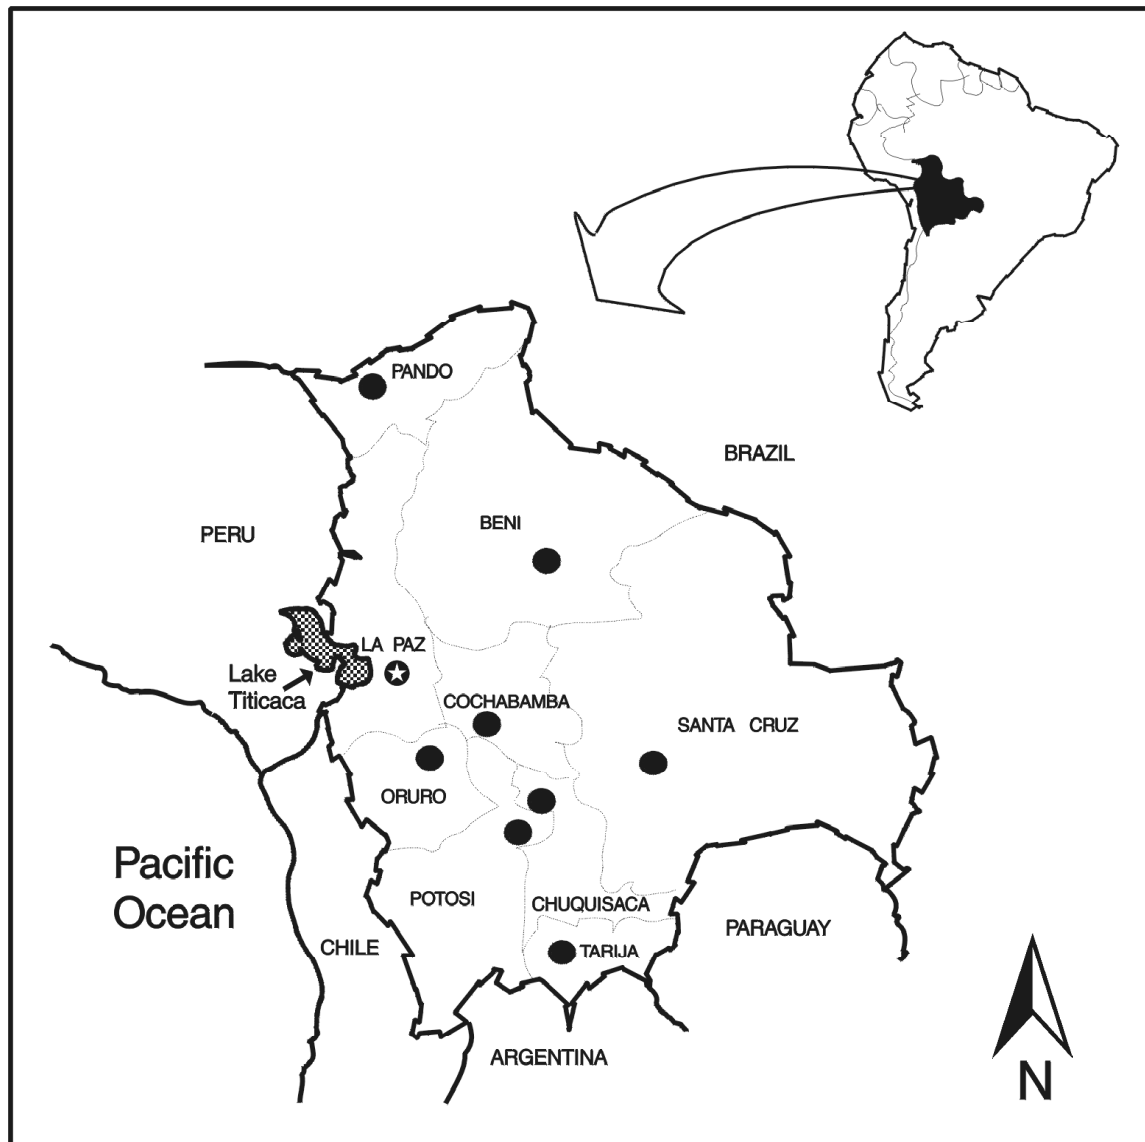 PANDO
BRAZIL
BENI
PERU
LA PAZ
Lake
Titicaca
COCHABAMBA
SANTA CRUZ
ORURO
Pacific
Ocean
POTOSI
CHUQUISACA
PARAGUAY
CHILE
TARIJA
ARGENTINA
N